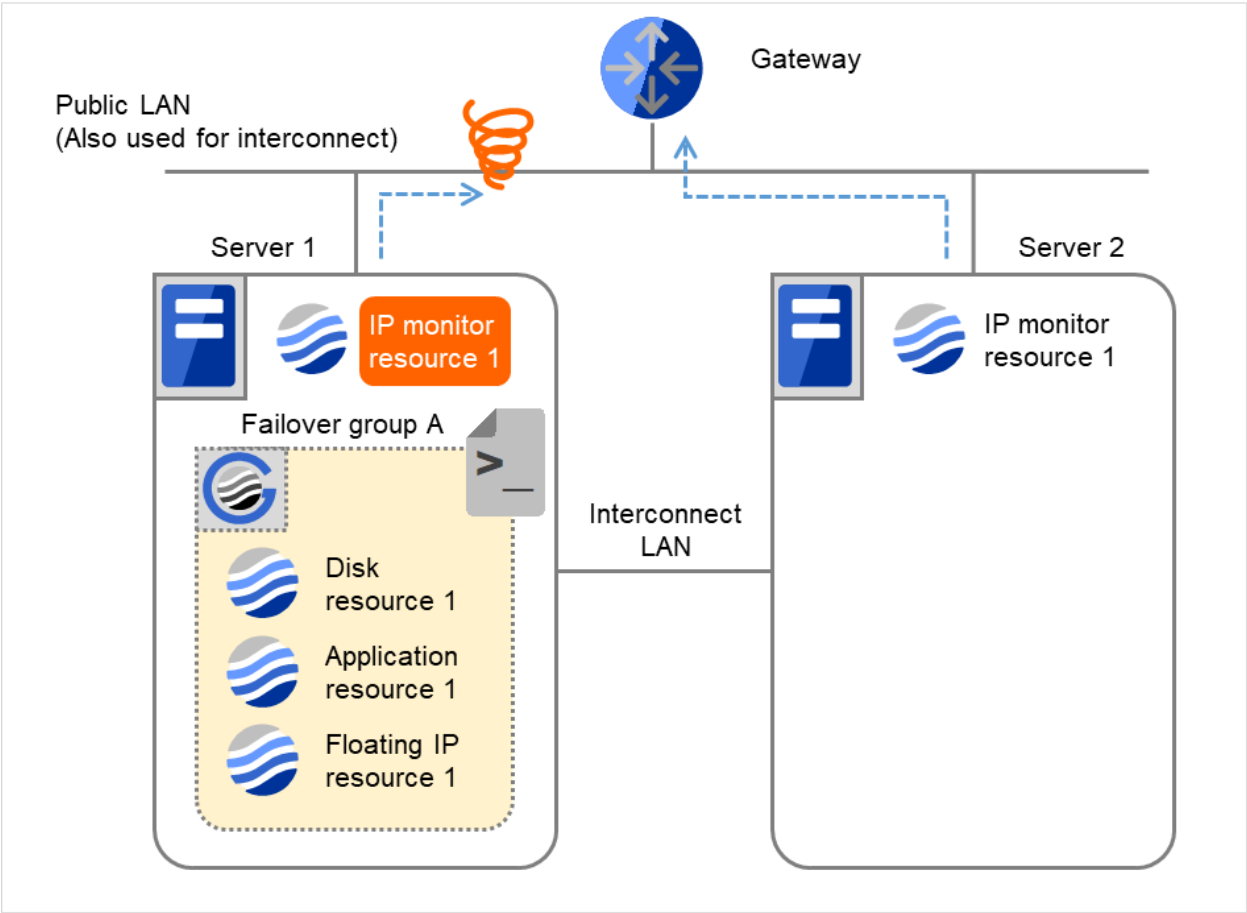 Gateway
Public LAN
(Also used for interconnect)
Server 1
Server 2
IP monitor
resource 1
IP monitor
resource 1
Failover group A
>_
Interconnect
LAN
Disk
resource 1
Application
resource 1
Floating IP
resource 1